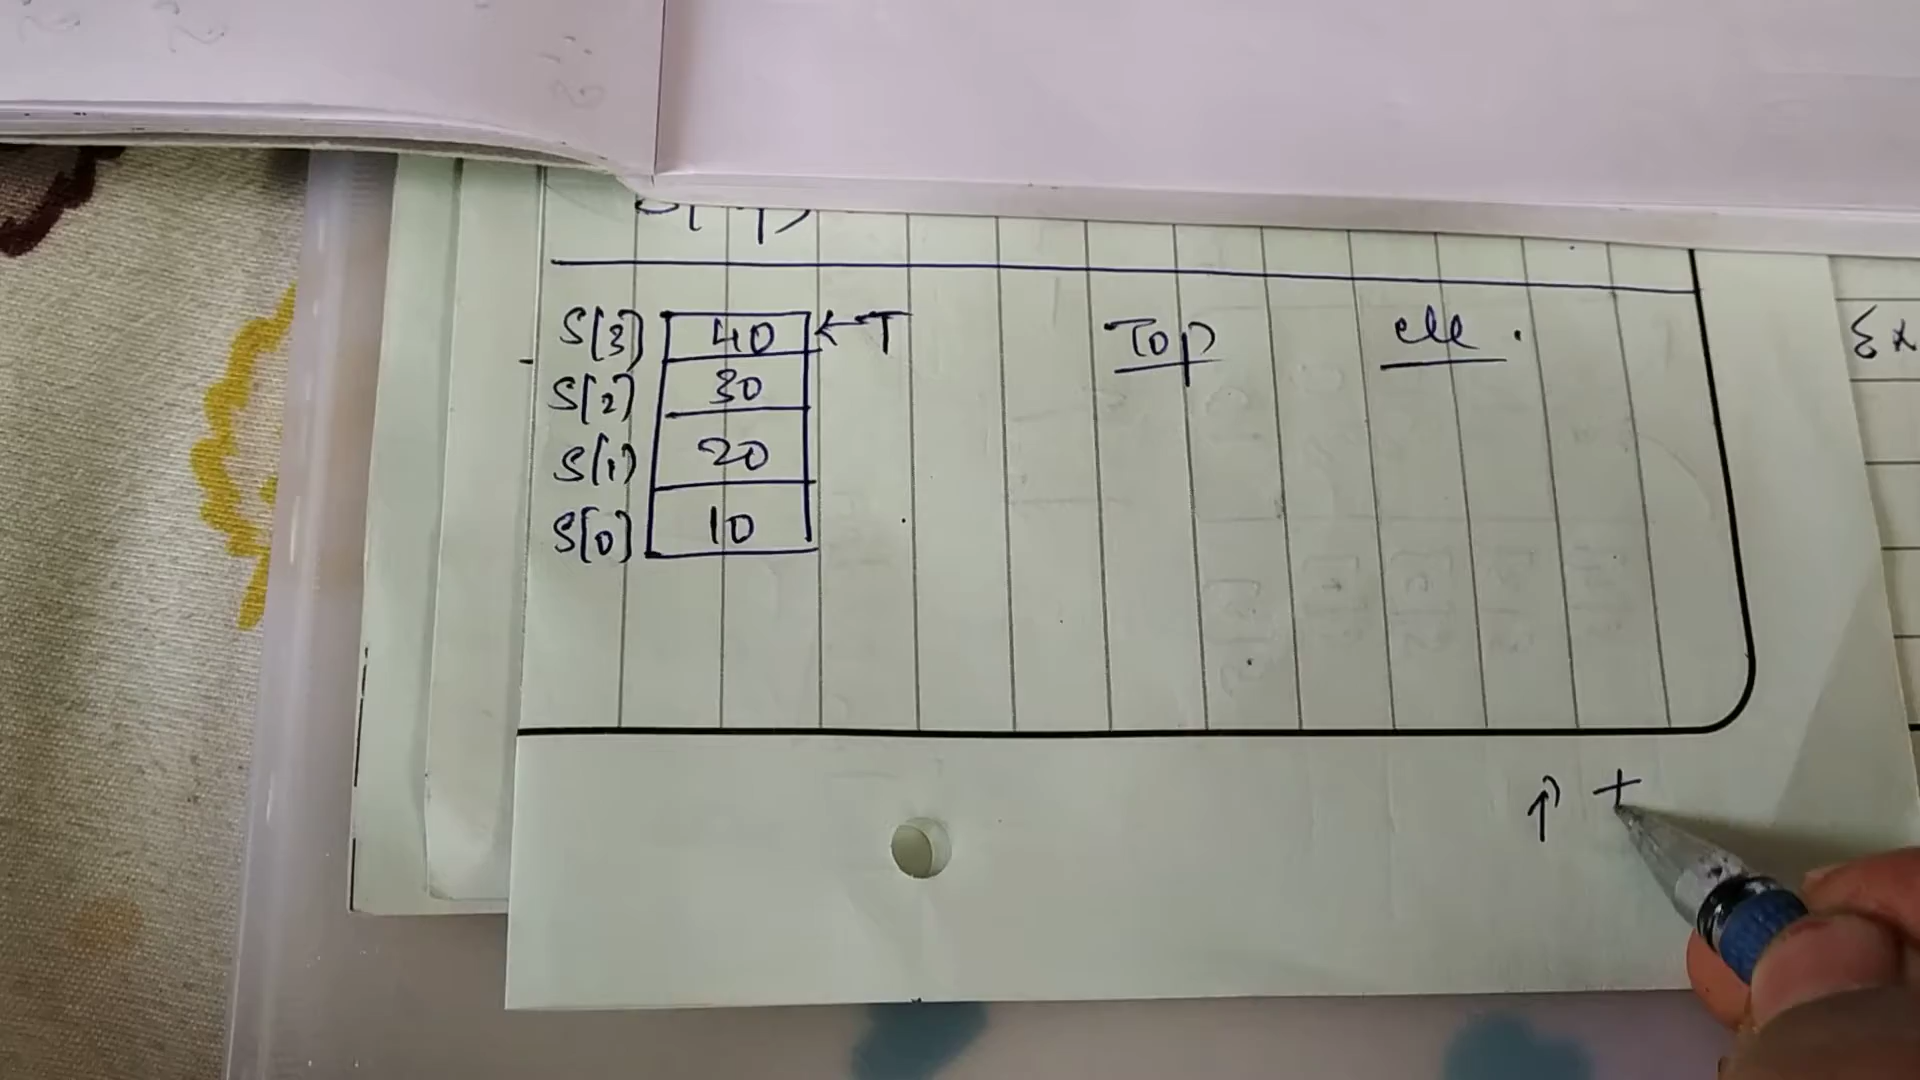 S[3] 40 ←T Top ele .
S[2] 30
S[1] 20
S[0] 10
↑ +